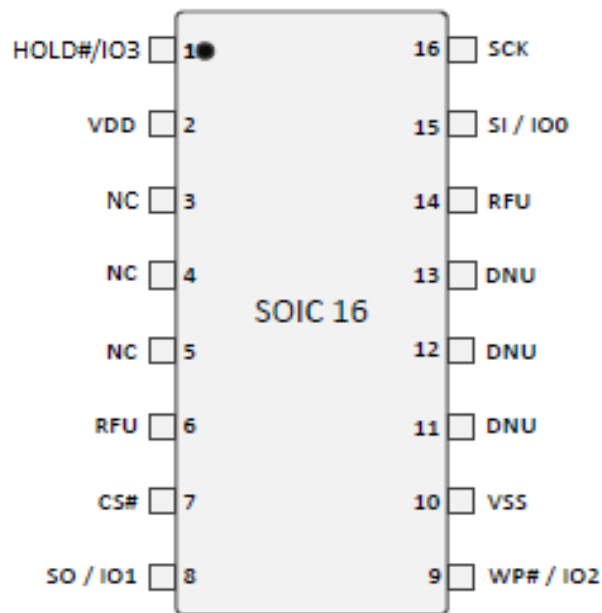 HOLD#/IO3 1 16 SCK
VDD 2 15 SI / IO0
NC 3 14 RFU
NC 4 13 DNU
SOIC 16
NC 5 12 DNU
RFU 6 11 DNU
CS# 7 10 VSS
SO / IO1 8 9 WP# / IO2